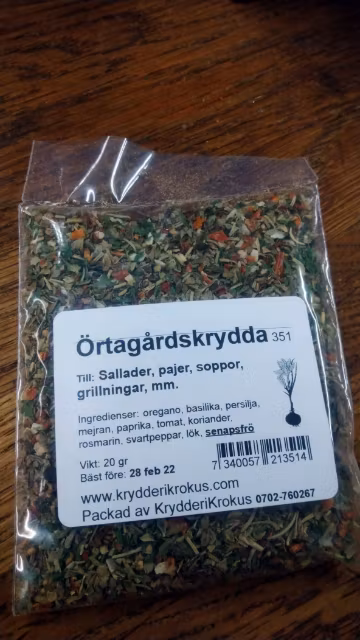 Örtagårdskrydda 351
Till: Sallader, pajer, soppor,
grillningar, mm.
Ingredienser: oregano, basilika, persilja,
mejran, paprika, tomat, koriander,
rosmarin, svartpeppar, lök, senapsfrö
Vikt: 20 gr
Bäst före: 28 feb 22
7 340057 213514
www.krydderikrokus.com
Packad av KrydderiKrokus 0702-760267